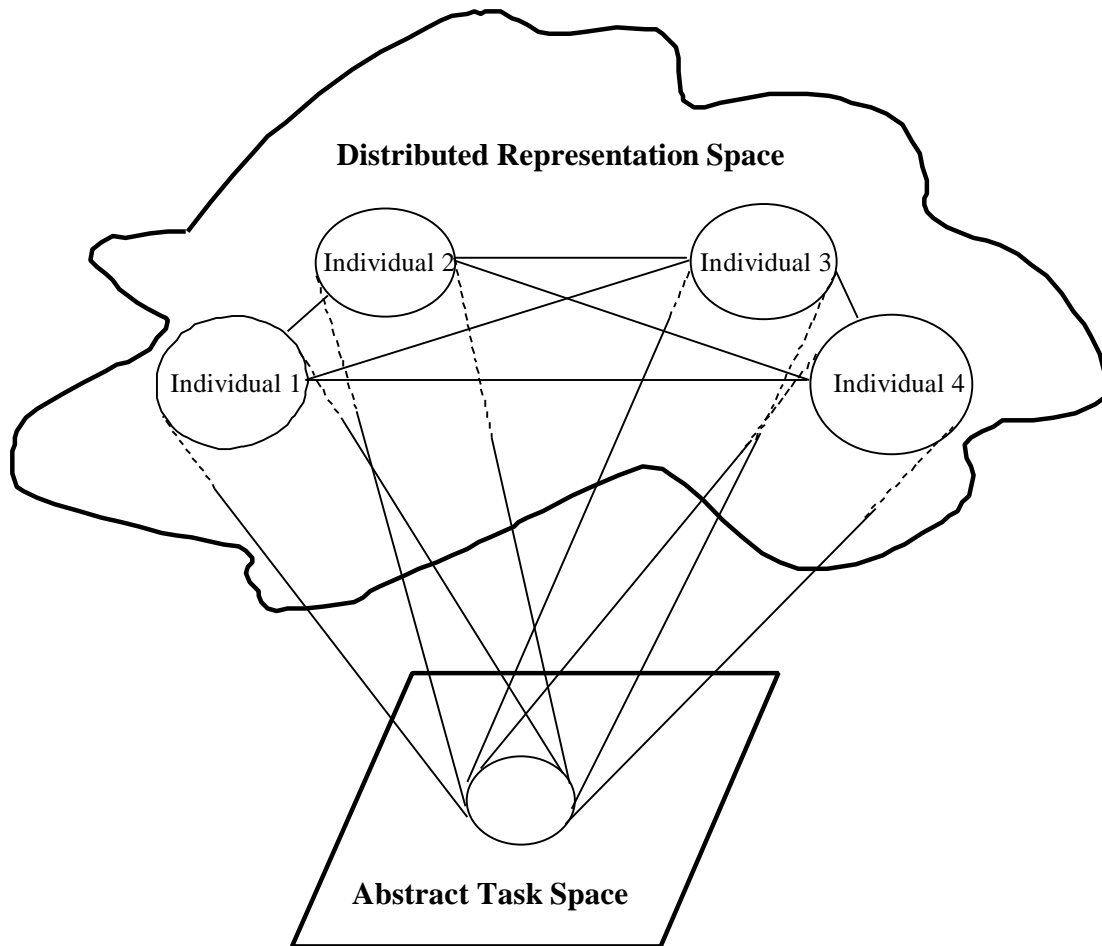 Distributed Representation Space
Individual 2
Individual 3
Individual 1
Individual 4
Abstract Task Space